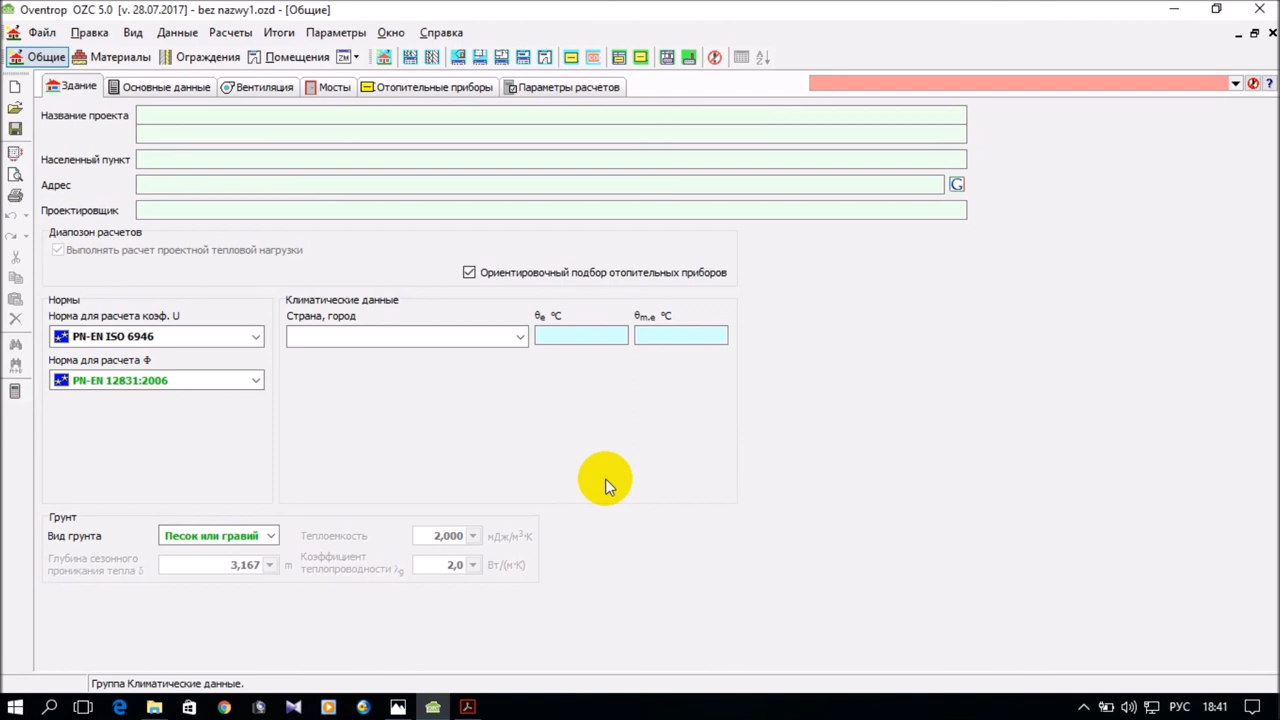 Oventrop OZC 5.0 [v. 28.07.2017] - bez nazwy1.ozd - [Общие]
Файл Правка Вид Данные Расчеты Итоги Параметры Окно Справка
Общие Материалы Ограждения Помещения
Здание Основные данные Вентиляция Мосты Отопительные приборы Параметры расчетов
Название проекта
Населенный пункт
Адрес
G
Проектировщик
Диапозон расчетов
Выполнять расчет проектной тепловой нагрузки
Ориентировочный подбор отопительных приборов
Нормы
Норма для расчета коэф. U
PN-EN ISO 6946
Норма для расчета Φ
PN-EN 12831:2006
Климатические данные
Страна, город θe ºC θm,e ºC
Грунт
Вид грунта Песок или гравий Теплоемкость 2,000 мДж/м³·К
Глубина сезонного проникания тепла δ 3,167 m Коэффициент теплопроводности λg 2,0 Вт/(м·К)
Группа Климатические данные.
РУС 18:41